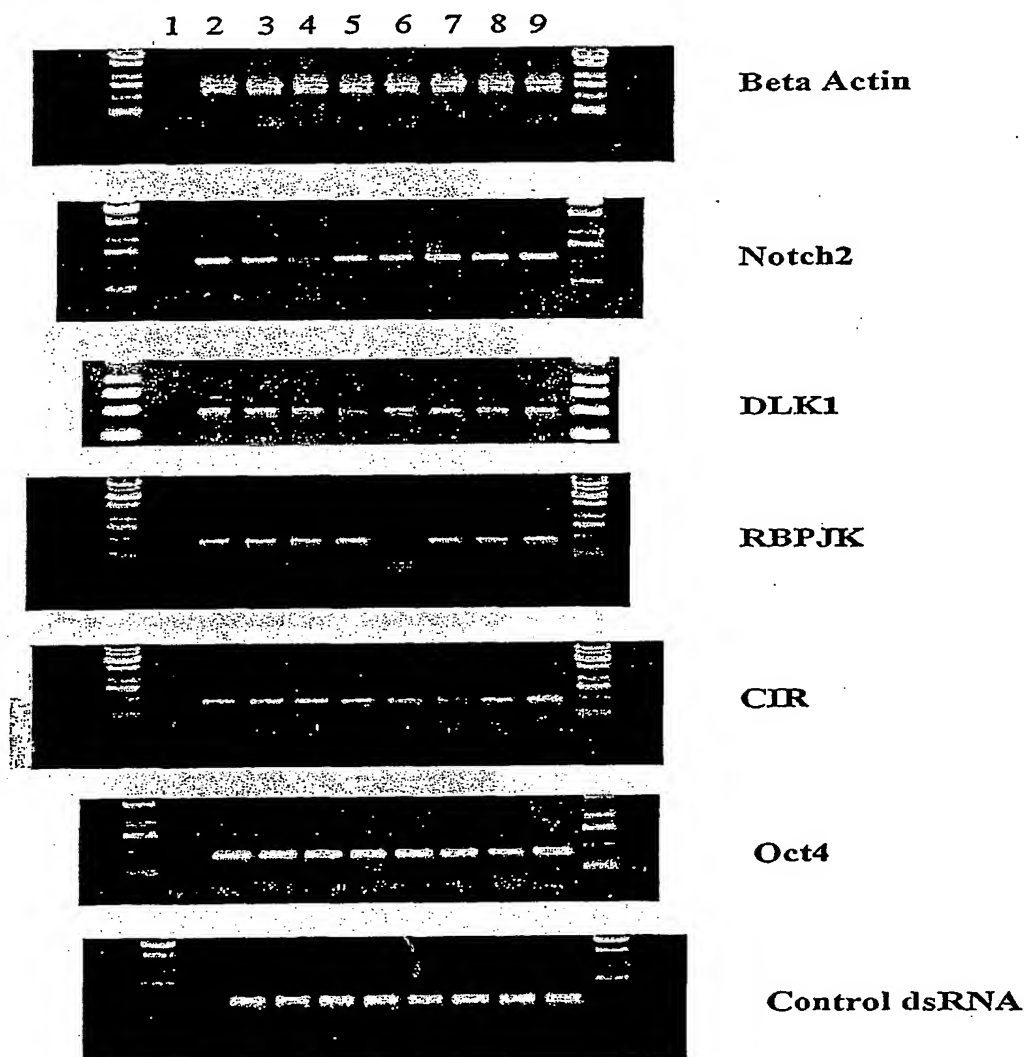 1 2 3 4 5 6 7 8 9
Beta Actin
Notch2
DLK1
RBPJK
CIR
Oct4
Control dsRNA